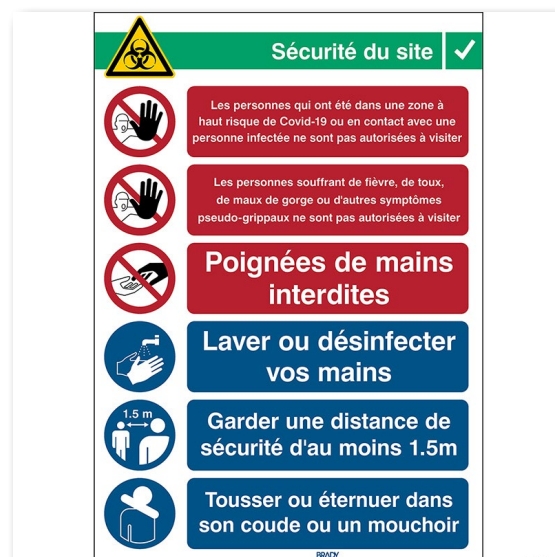 Sécurité du site
Les personnes qui ont été dans une zone à
haut risque de Covid-19 ou en contact avec une
personne infectée ne sont pas autorisées à visiter
Les personnes souffrant de fièvre, de toux,
de maux de gorge ou d'autres symptômes
pseudo-grippaux ne sont pas autorisées à visiter
Poignées de mains
interdites
Laver ou désinfecter
vos mains
1.5 m
Garder une distance de
sécurité d'au moins 1.5m
Tousser ou éternuer dans
son coude ou un mouchoir
BRADY